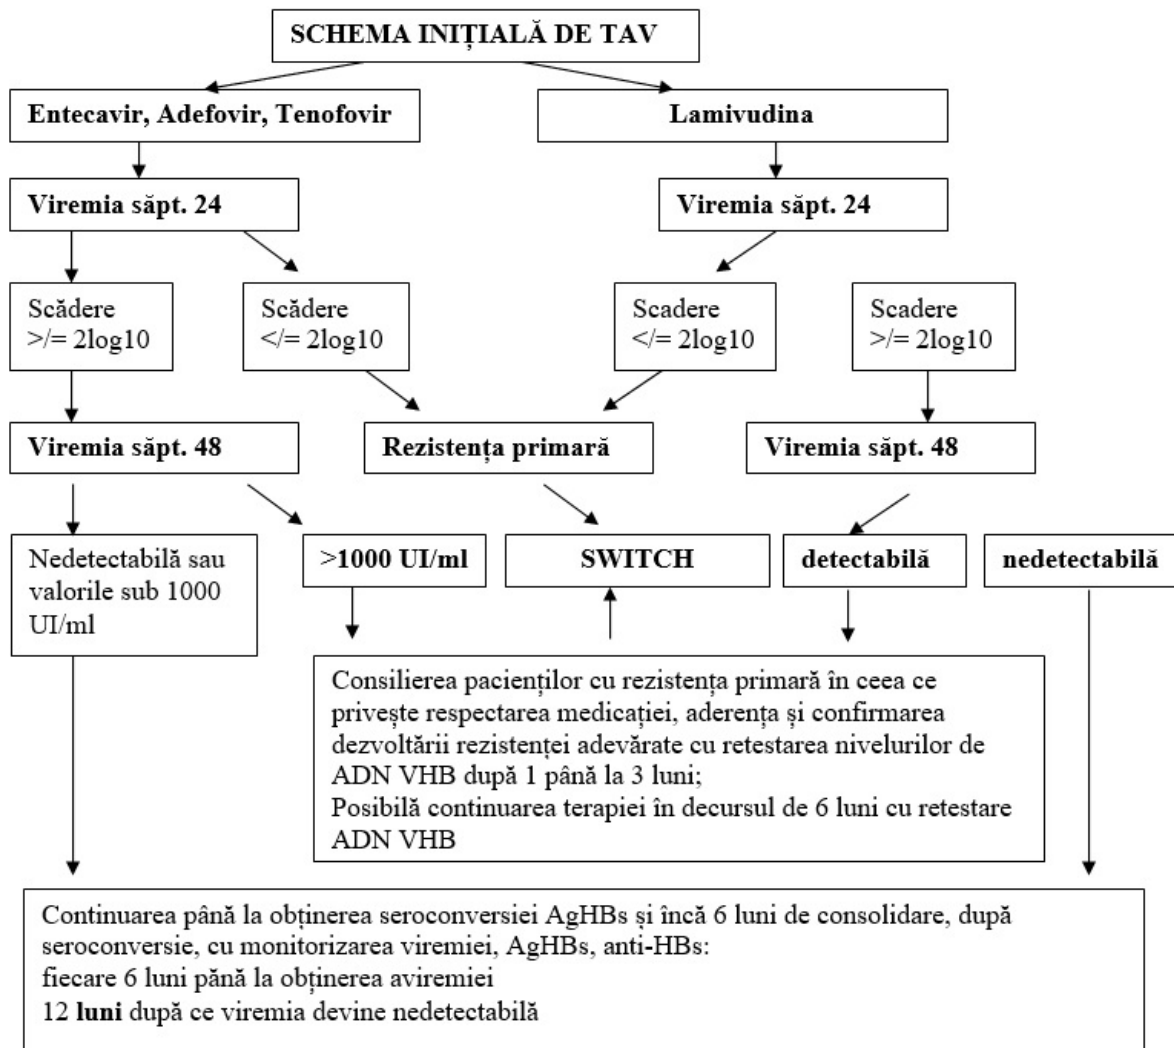 SCHEMA INIȚIALĂ DE TAV
Entecavir, Adefovir, Tenofovir
Lamivudina
Viremia săpt. 24
Viremia săpt. 24
Scădere
>/= 2log10
Scădere
</= 2log10
Scadere
</= 2log10
Scadere
>/= 2log10
Viremia săpt. 48
Rezistența primară
Viremia săpt. 48
Nedetectabilă sau
valorile sub 1000
UI/ml
>1000 UI/ml
SWITCH
detectabilă
nedetectabilă
Consilierea pacienților cu rezistența primară în ceea ce
privește respectarea medicației, aderența și confirmarea
dezvoltării rezistenței adevărate cu retestarea nivelurilor de
ADN VHB după 1 până la 3 luni;
Posibilă continuarea terapiei în decursul de 6 luni cu retestare
ADN VHB
Continuarea până la obținerea seroconversiei AgHBs și încă 6 luni de consolidare, după
seroconversie, cu monitorizarea viremiei, AgHBs, anti-HBs:
fiecare 6 luni pănă la obținerea aviremiei
12 luni după ce viremia devine nedetectabilă